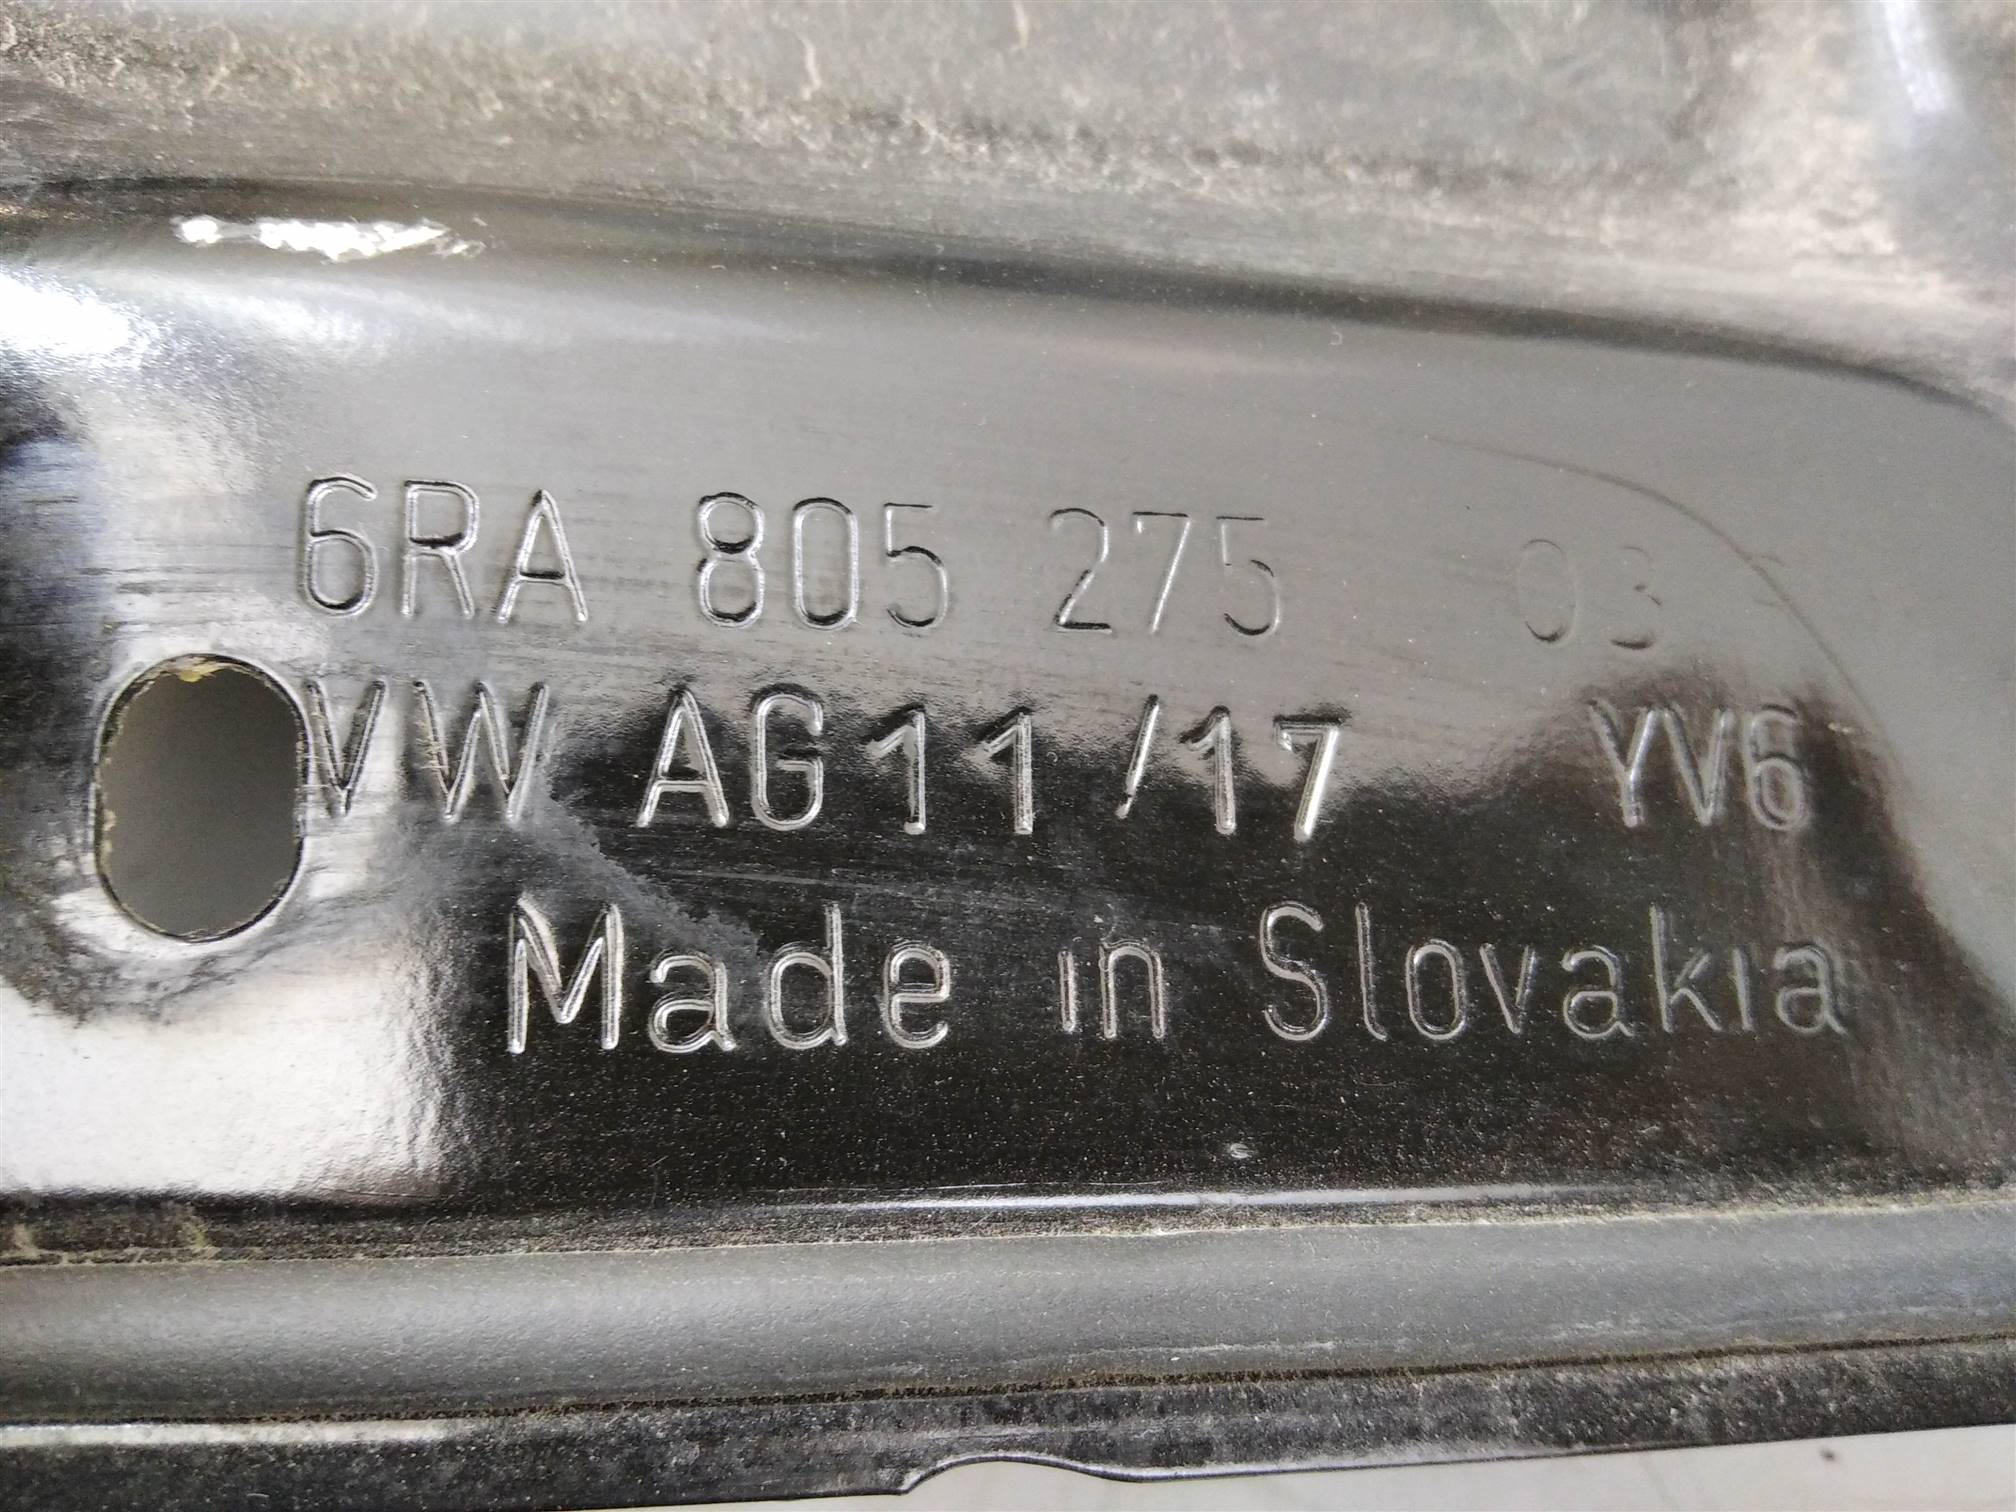 6RA 805 275 03
VW AG 11/17 YV6
Made in Slovakia